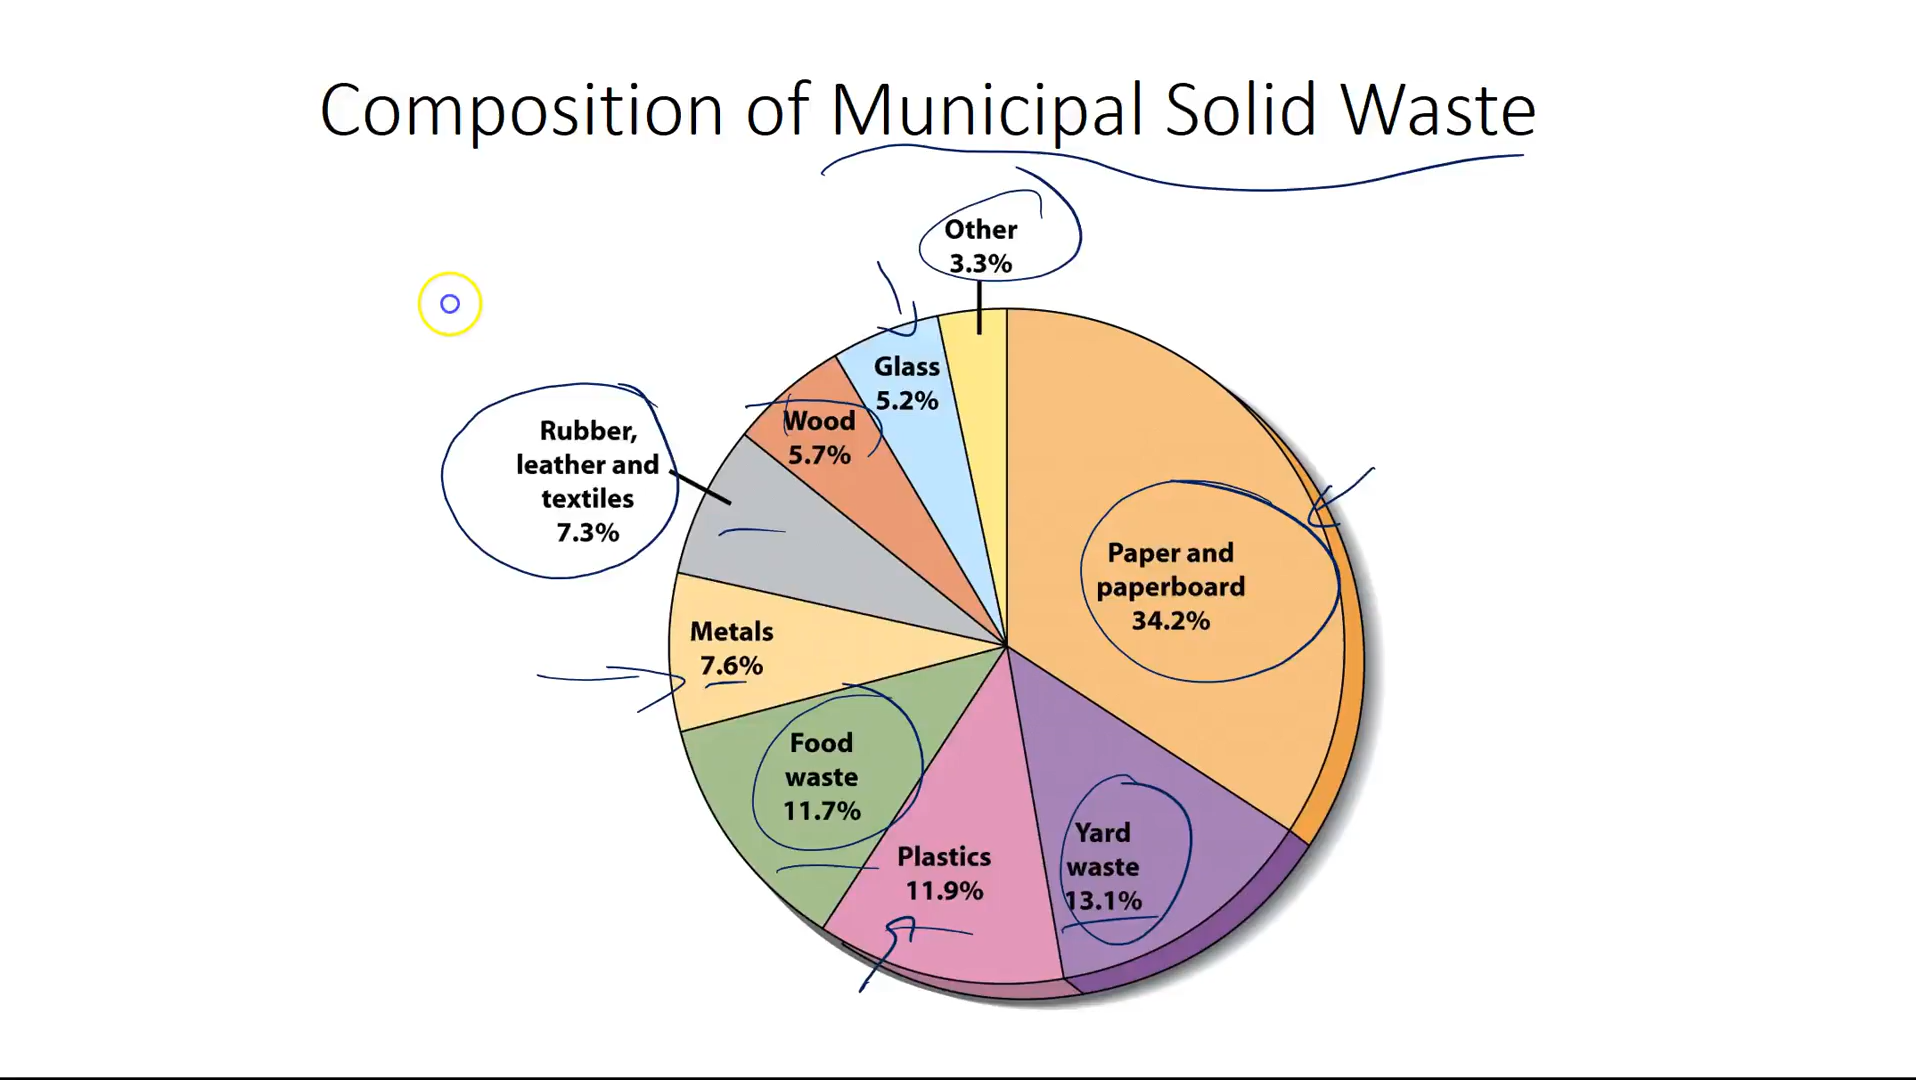 Composition of Municipal Solid Waste
Other
3.3%
Glass
5.2%
Wood
5.7%
Rubber,
leather and
textiles
7.3%
Paper and
paperboard
34.2%
Metals
7.6%
Food
waste
11.7%
Plastics
11.9%
Yard
waste
13.1%